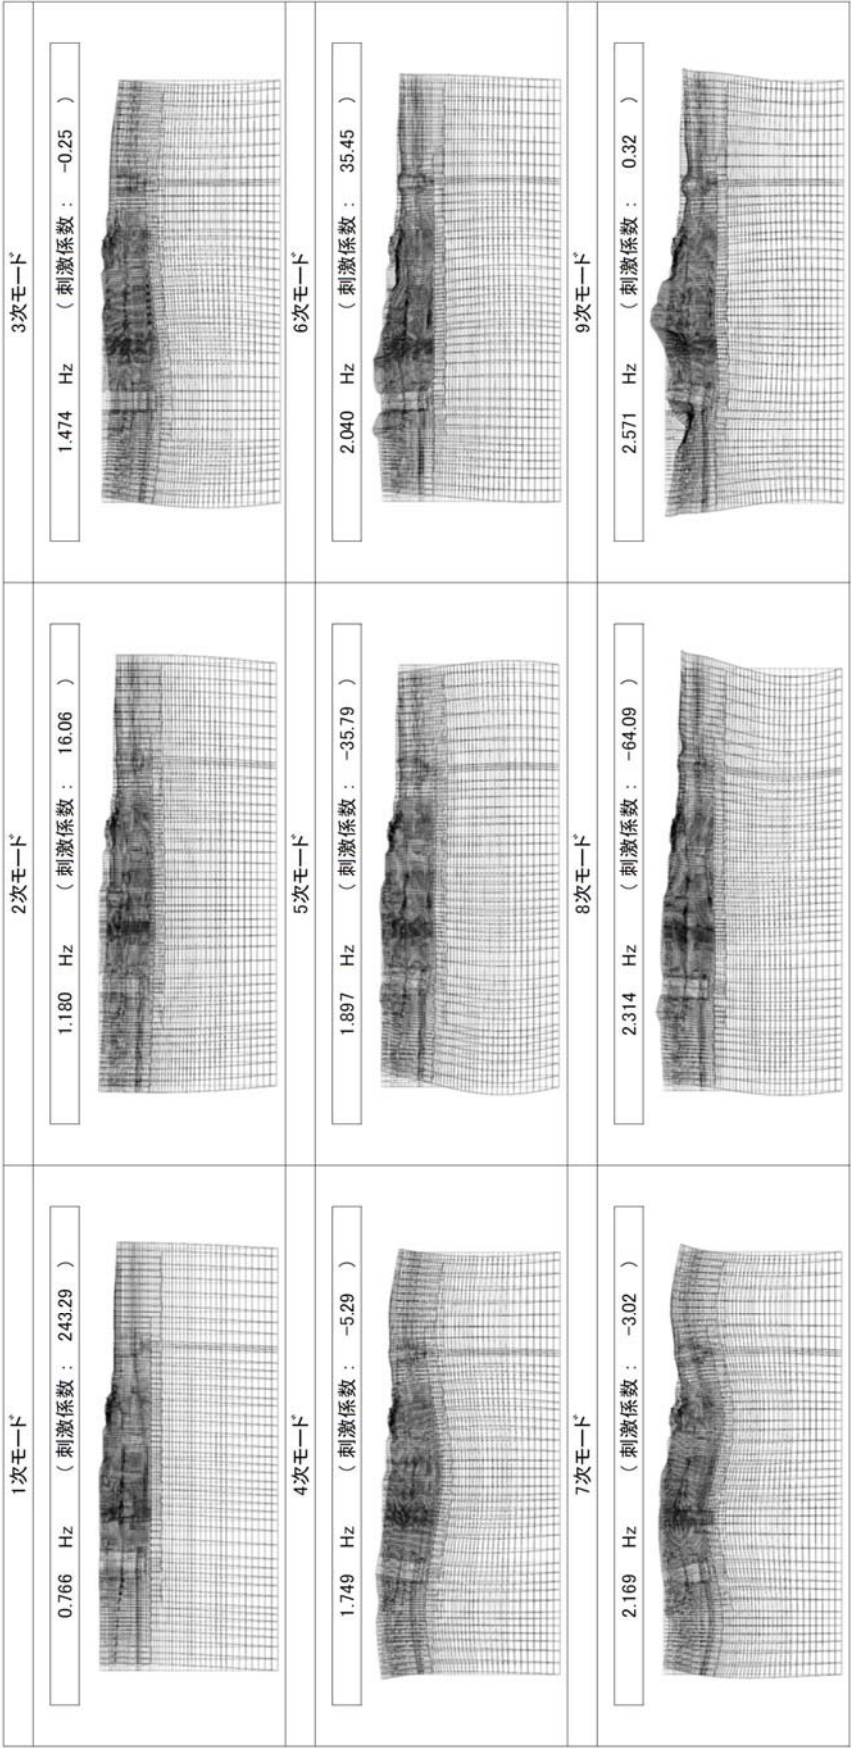 1次モード
0.766 Hz ( 刺激係数 : 243.29 )
2次モード
1.180 Hz ( 刺激係数 : 16.06 )
3次モード
1.474 Hz ( 刺激係数 : −0.25 )
4次モード
1.749 Hz ( 刺激係数 : −5.29 )
5次モード
1.897 Hz ( 刺激係数 : −35.79 )
6次モード
2.040 Hz ( 刺激係数 : 35.45 )
7次モード
2.169 Hz ( 刺激係数 : −3.02 )
8次モード
2.314 Hz ( 刺激係数 : −64.09 )
9次モード
2.571 Hz ( 刺激係数 : 0.32 )